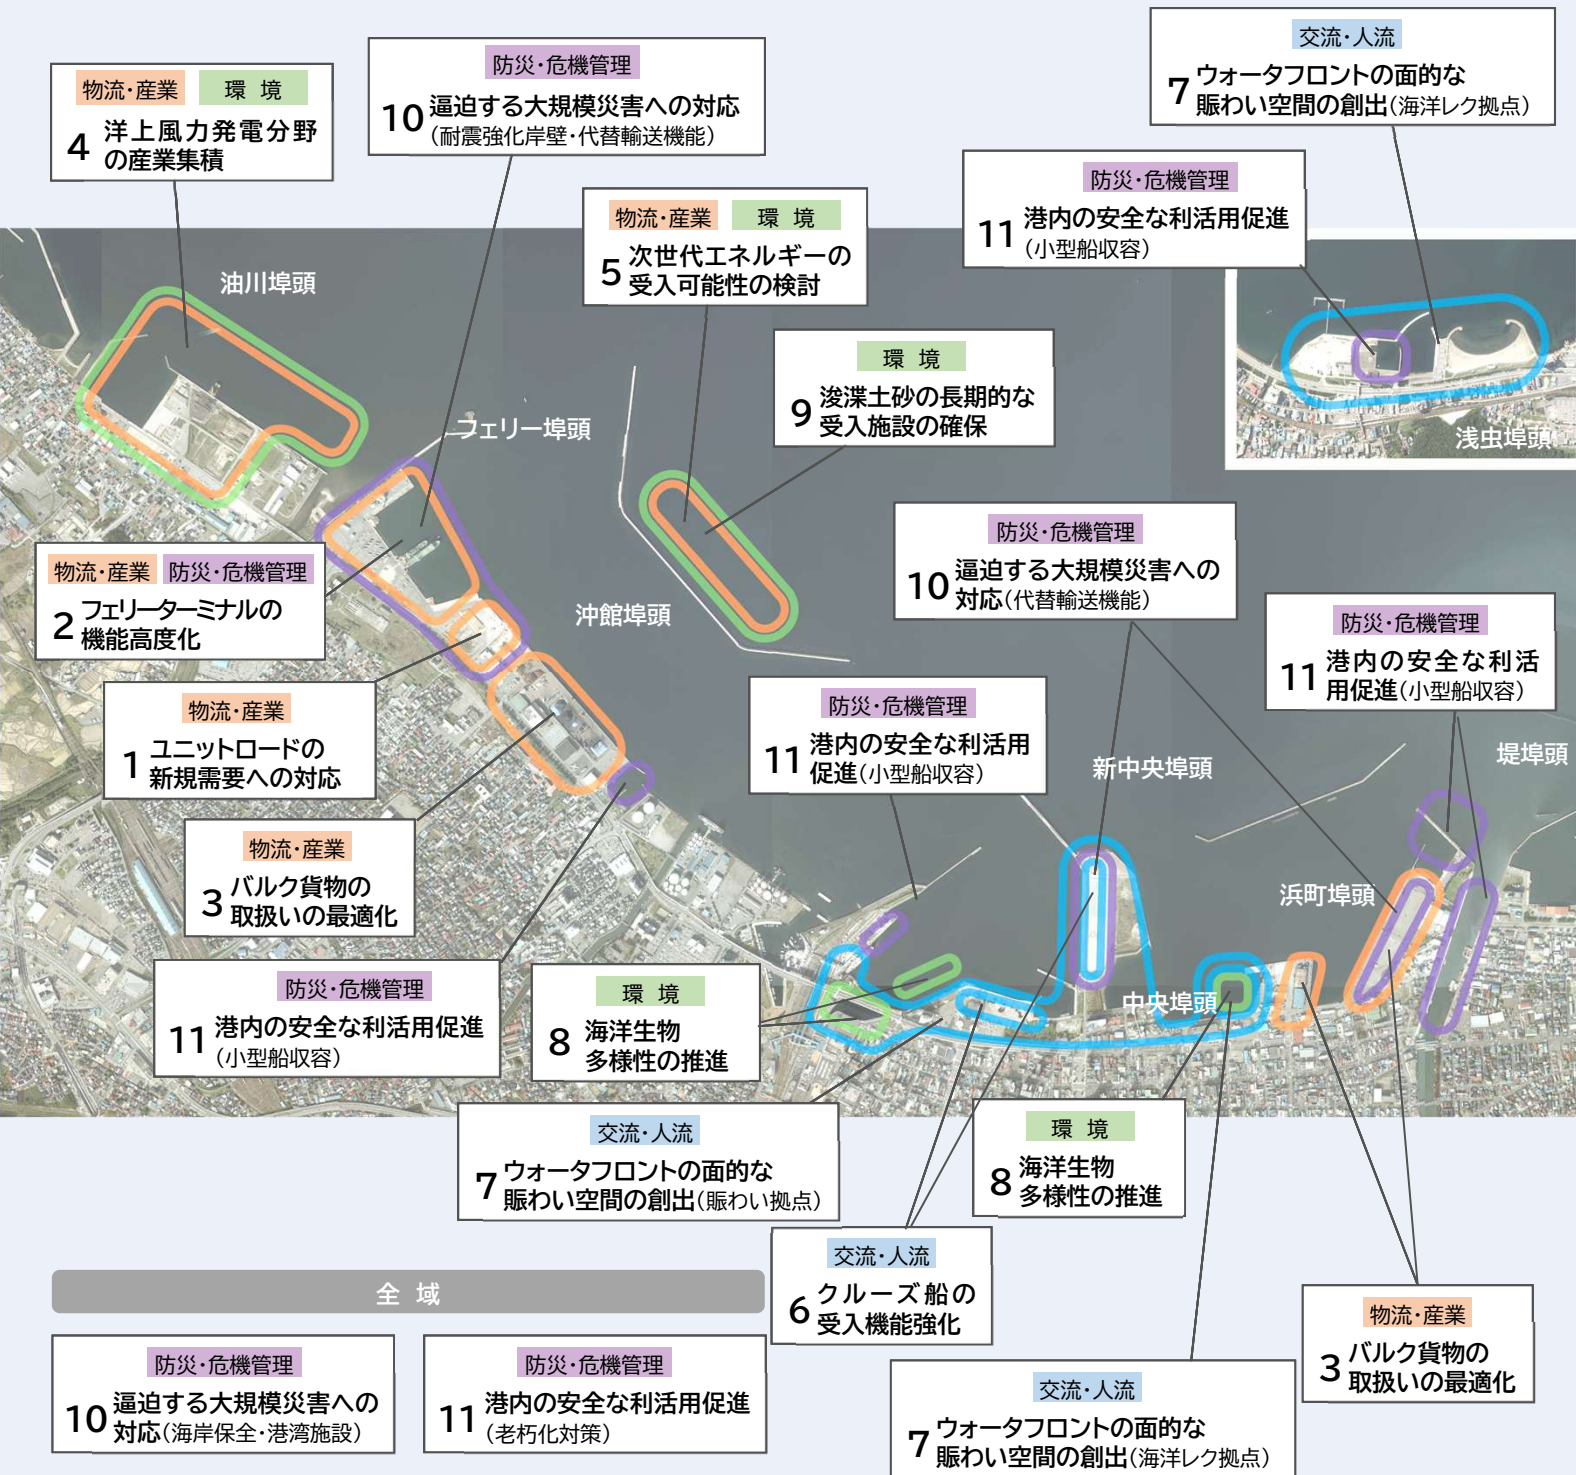 交流・人流
7 ウォータフロントの面的な
賑わい空間の創出(海洋レク拠点)
防災・危機管理
10 逼迫する大規模災害への対応
(耐震強化岸壁・代替輸送機能)
物流・産業 環 境
4 洋上風力発電分野
の産業集積
防災・危機管理
11 港内の安全な利活用促進
(小型船収容)
物流・産業 環 境
5 次世代エネルギーの
受入可能性の検討
油川埠頭
環 境
9 浚渫土砂の長期的な
受入施設の確保
フェリー埠頭
浅虫埠頭
防災・危機管理
10 逼迫する大規模災害への
対応(代替輸送機能)
物流・産業 防災・危機管理
2 フェリーターミナルの
機能高度化
沖館埠頭
防災・危機管理
11 港内の安全な利活
用促進(小型船収容)
物流・産業
1 ユニットロードの
新規需要への対応
防災・危機管理
11 港内の安全な利活用
促進(小型船収容)
新中央埠頭
堤埠頭
物流・産業
3 バルク貨物の
取扱いの最適化
浜町埠頭
防災・危機管理
11 港内の安全な利活用促進
(小型船収容)
環 境
8 海洋生物
多様性の推進
中央埠頭
交流・人流
7 ウォータフロントの面的な
賑わい空間の創出(賑わい拠点)
環 境
8 海洋生物
多様性の推進
交流・人流
6 クルーズ船の
受入機能強化
物流・産業
3 バルク貨物の
取扱いの最適化
全 域
防災・危機管理
10 逼迫する大規模災害への
対応(海岸保全・港湾施設)
防災・危機管理
11 港内の安全な利活用促進
(老朽化対策)
交流・人流
7 ウォータフロントの面的な
賑わい空間の創出(海洋レク拠点)